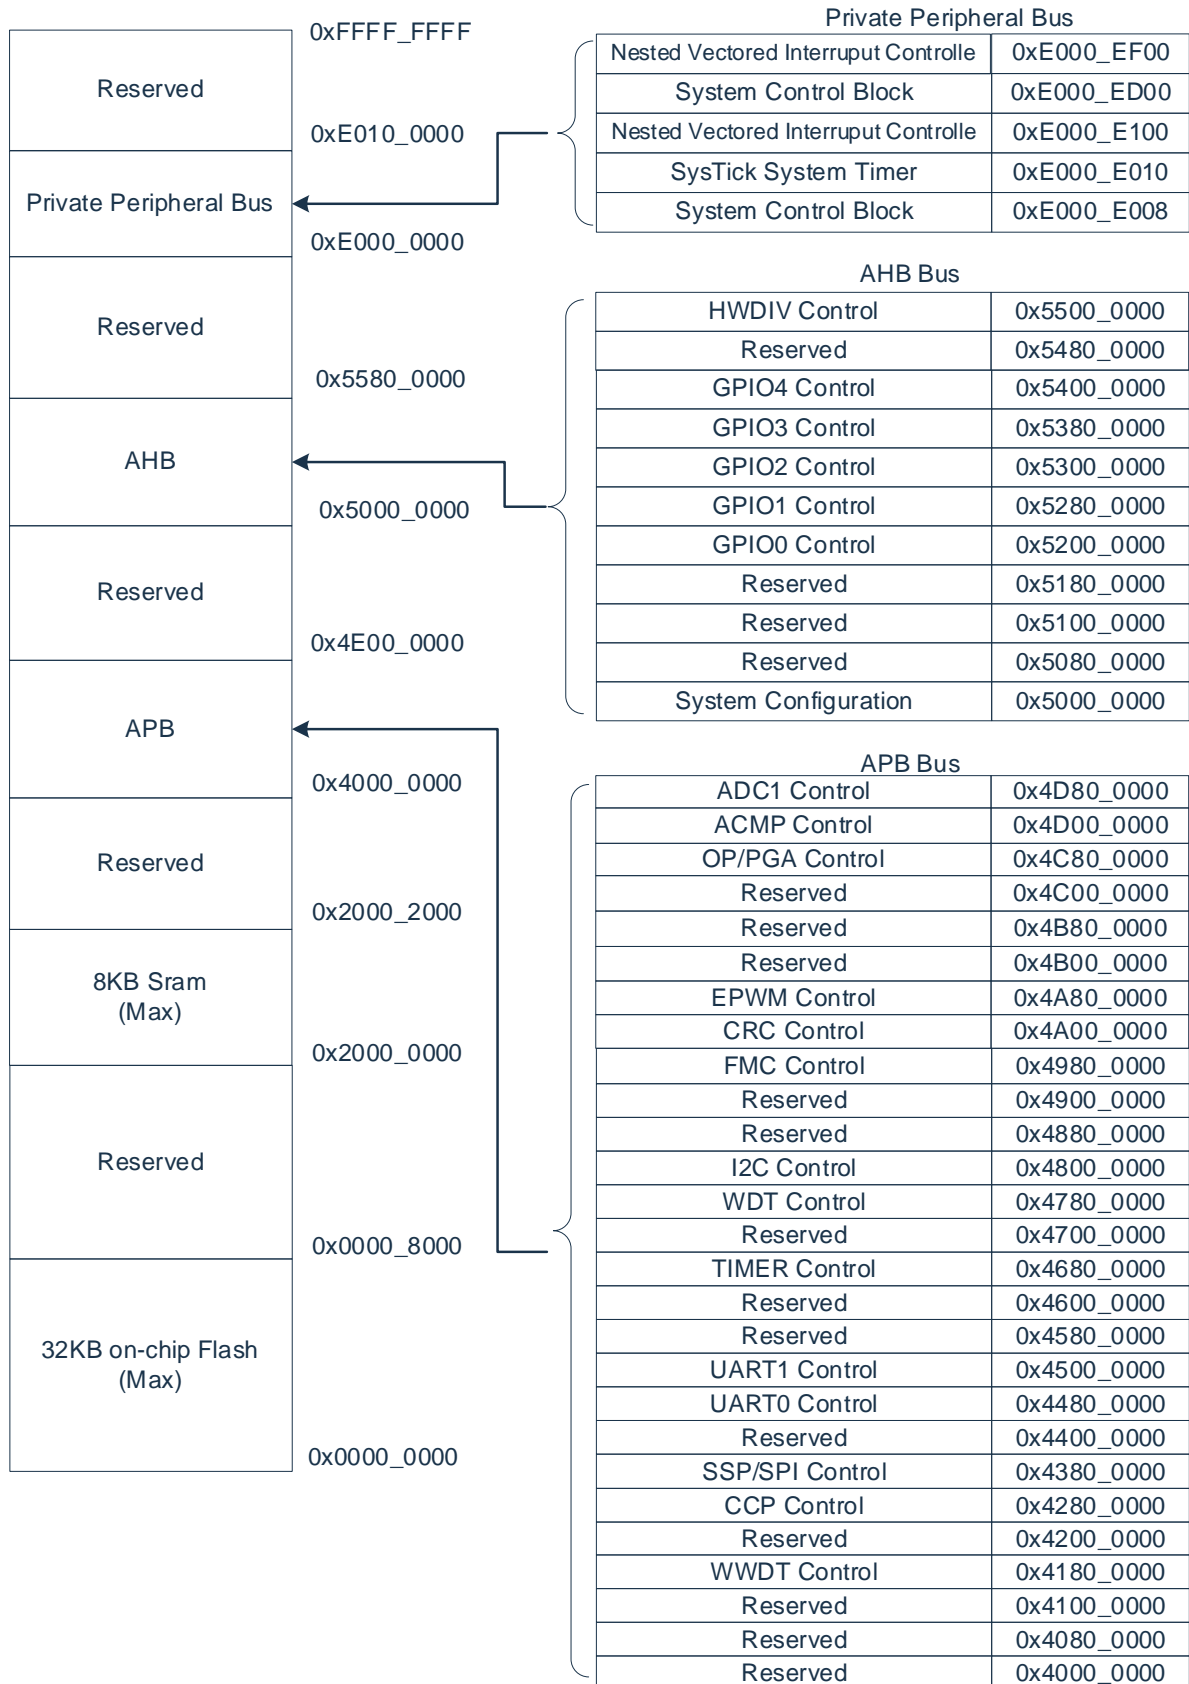 0xFFFF_FFFF
Reserved
0xE010_0000
Private Peripheral Bus
0xE000_0000
Reserved
0x5580_0000
AHB
0x5000_0000
Reserved
0x4E00_0000
APB
0x4000_0000
Reserved
0x2000_2000
8KB Sram
(Max)
0x2000_0000
Reserved
0x0000_8000
32KB on-chip Flash
(Max)
0x0000_0000
Private Peripheral Bus
Nested Vectored Interruput Controlle 0xE000_EF00
System Control Block 0xE000_ED00
Nested Vectored Interruput Controlle 0xE000_E100
SysTick System Timer 0xE000_E010
System Control Block 0xE000_E008
AHB Bus
HWDIV Control 0x5500_0000
Reserved 0x5480_0000
GPIO4 Control 0x5400_0000
GPIO3 Control 0x5380_0000
GPIO2 Control 0x5300_0000
GPIO1 Control 0x5280_0000
GPIO0 Control 0x5200_0000
Reserved 0x5180_0000
Reserved 0x5100_0000
Reserved 0x5080_0000
System Configuration 0x5000_0000
APB Bus
ADC1 Control 0x4D80_0000
ACMP Control 0x4D00_0000
OP/PGA Control 0x4C80_0000
Reserved 0x4C00_0000
Reserved 0x4B80_0000
Reserved 0x4B00_0000
EPWM Control 0x4A80_0000
CRC Control 0x4A00_0000
FMC Control 0x4980_0000
Reserved 0x4900_0000
Reserved 0x4880_0000
I2C Control 0x4800_0000
WDT Control 0x4780_0000
Reserved 0x4700_0000
TIMER Control 0x4680_0000
Reserved 0x4600_0000
Reserved 0x4580_0000
UART1 Control 0x4500_0000
UART0 Control 0x4480_0000
Reserved 0x4400_0000
SSP/SPI Control 0x4380_0000
CCP Control 0x4280_0000
Reserved 0x4200_0000
WWDT Control 0x4180_0000
Reserved 0x4100_0000
Reserved 0x4080_0000
Reserved 0x4000_0000